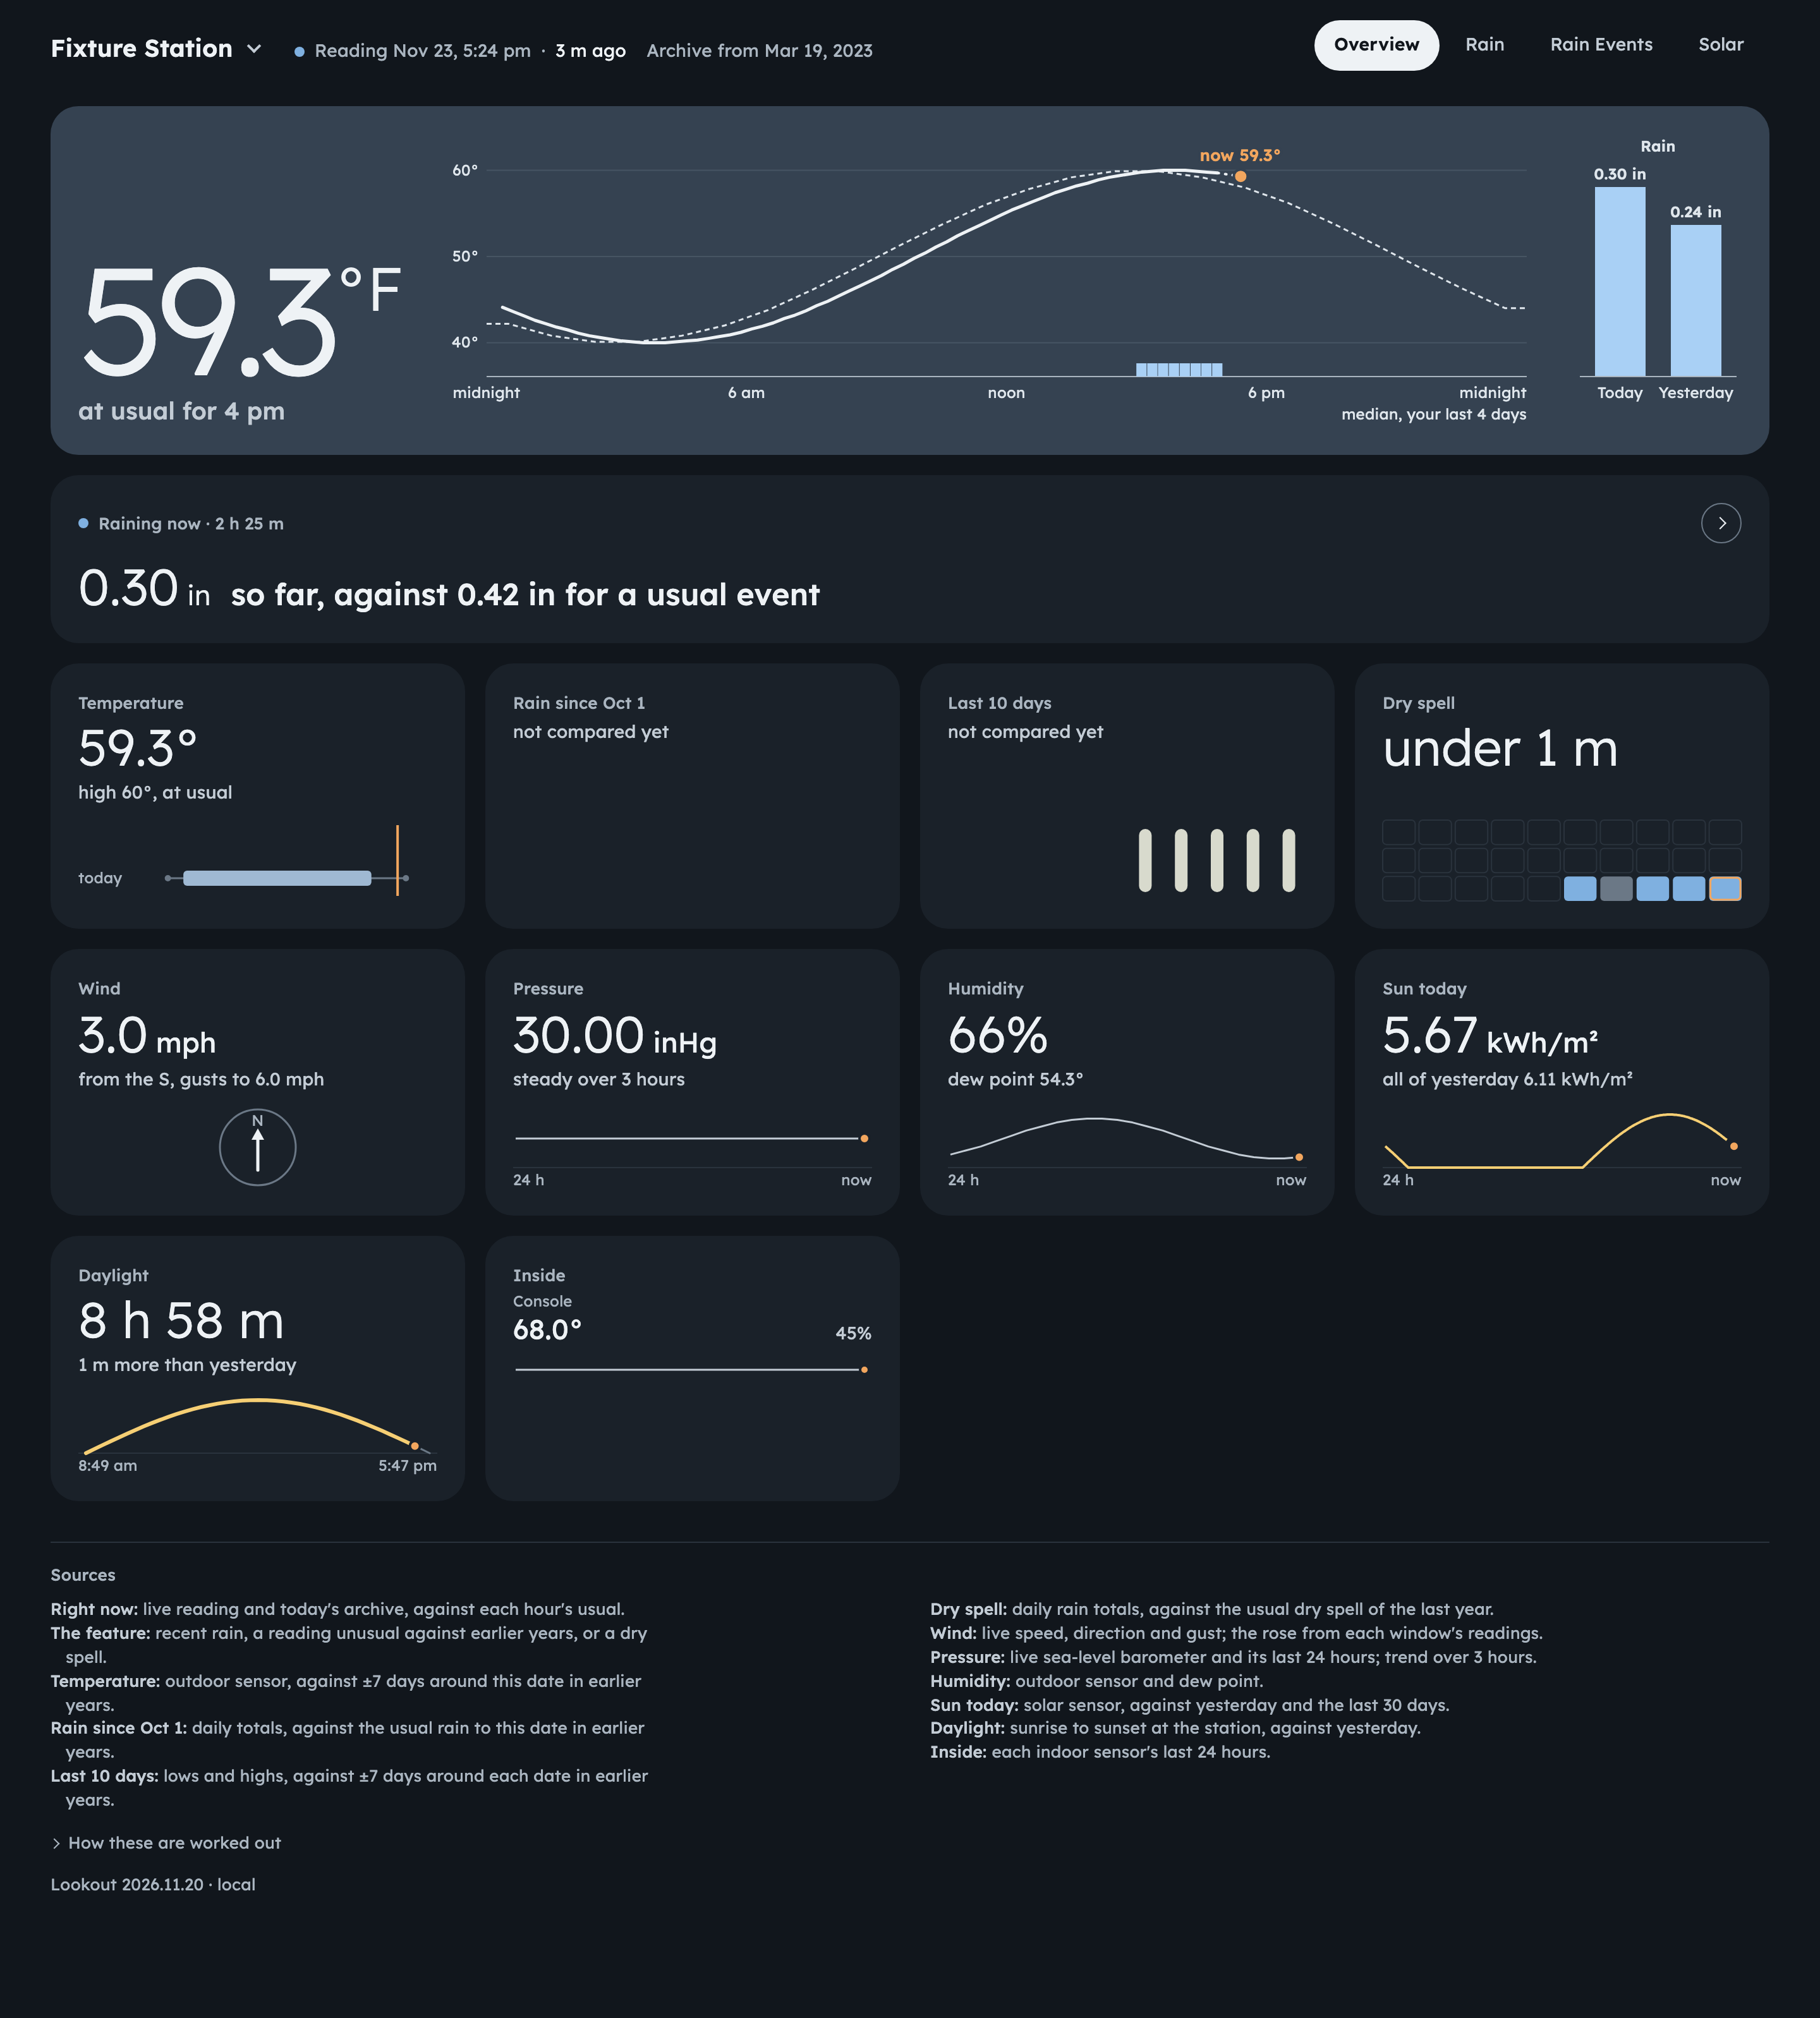 Fixture Station
Reading Nov 23, 5:24 pm · 3 m ago Archive from Mar 19, 2023
Overview Rain Rain Events Solar
59.3°F
at usual for 4 pm
now 59.3°
60°
50°
40°
midnight 6 am noon 6 pm midnight
median, your last 4 days
Rain
0.30 in
0.24 in
Today Yesterday
Raining now · 2 h 25 m
0.30 in so far, against 0.42 in for a usual event
Temperature
59.3°
high 60°, at usual
today
Rain since Oct 1
not compared yet
Last 10 days
not compared yet
Dry spell
under 1 m
Wind
3.0 mph
from the S, gusts to 6.0 mph
N
Pressure
30.00 inHg
steady over 3 hours
24 h now
Humidity
66%
dew point 54.3°
24 h now
Sun today
5.67 kWh/m²
all of yesterday 6.11 kWh/m²
24 h now
Daylight
8 h 58 m
1 m more than yesterday
8:49 am 5:47 pm
Inside
Console
68.0° 45%
Sources
Right now: live reading and today's archive, against each hour's usual.
The feature: recent rain, a reading unusual against earlier years, or a dry
spell.
Temperature: outdoor sensor, against ±7 days around this date in earlier
years.
Rain since Oct 1: daily totals, against the usual rain to this date in earlier
years.
Last 10 days: lows and highs, against ±7 days around each date in earlier
years.
Dry spell: daily rain totals, against the usual dry spell of the last year.
Wind: live speed, direction and gust; the rose from each window's readings.
Pressure: live sea-level barometer and its last 24 hours; trend over 3 hours.
Humidity: outdoor sensor and dew point.
Sun today: solar sensor, against yesterday and the last 30 days.
Daylight: sunrise to sunset at the station, against yesterday.
Inside: each indoor sensor's last 24 hours.
How these are worked out
Lookout 2026.11.20 · local